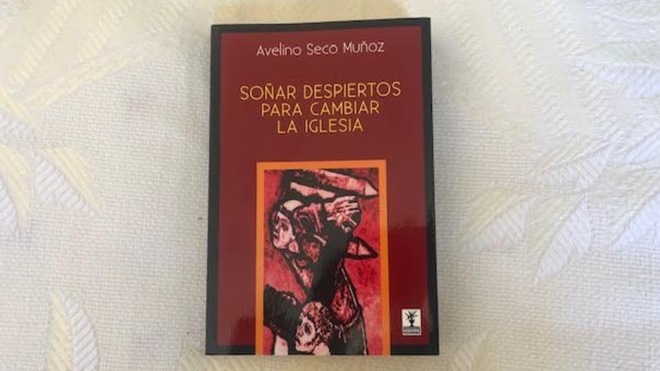 Avelino Seco Muñoz
SOÑAR DESPIERTOS
PARA CAMBIAR
LA IGLESIA